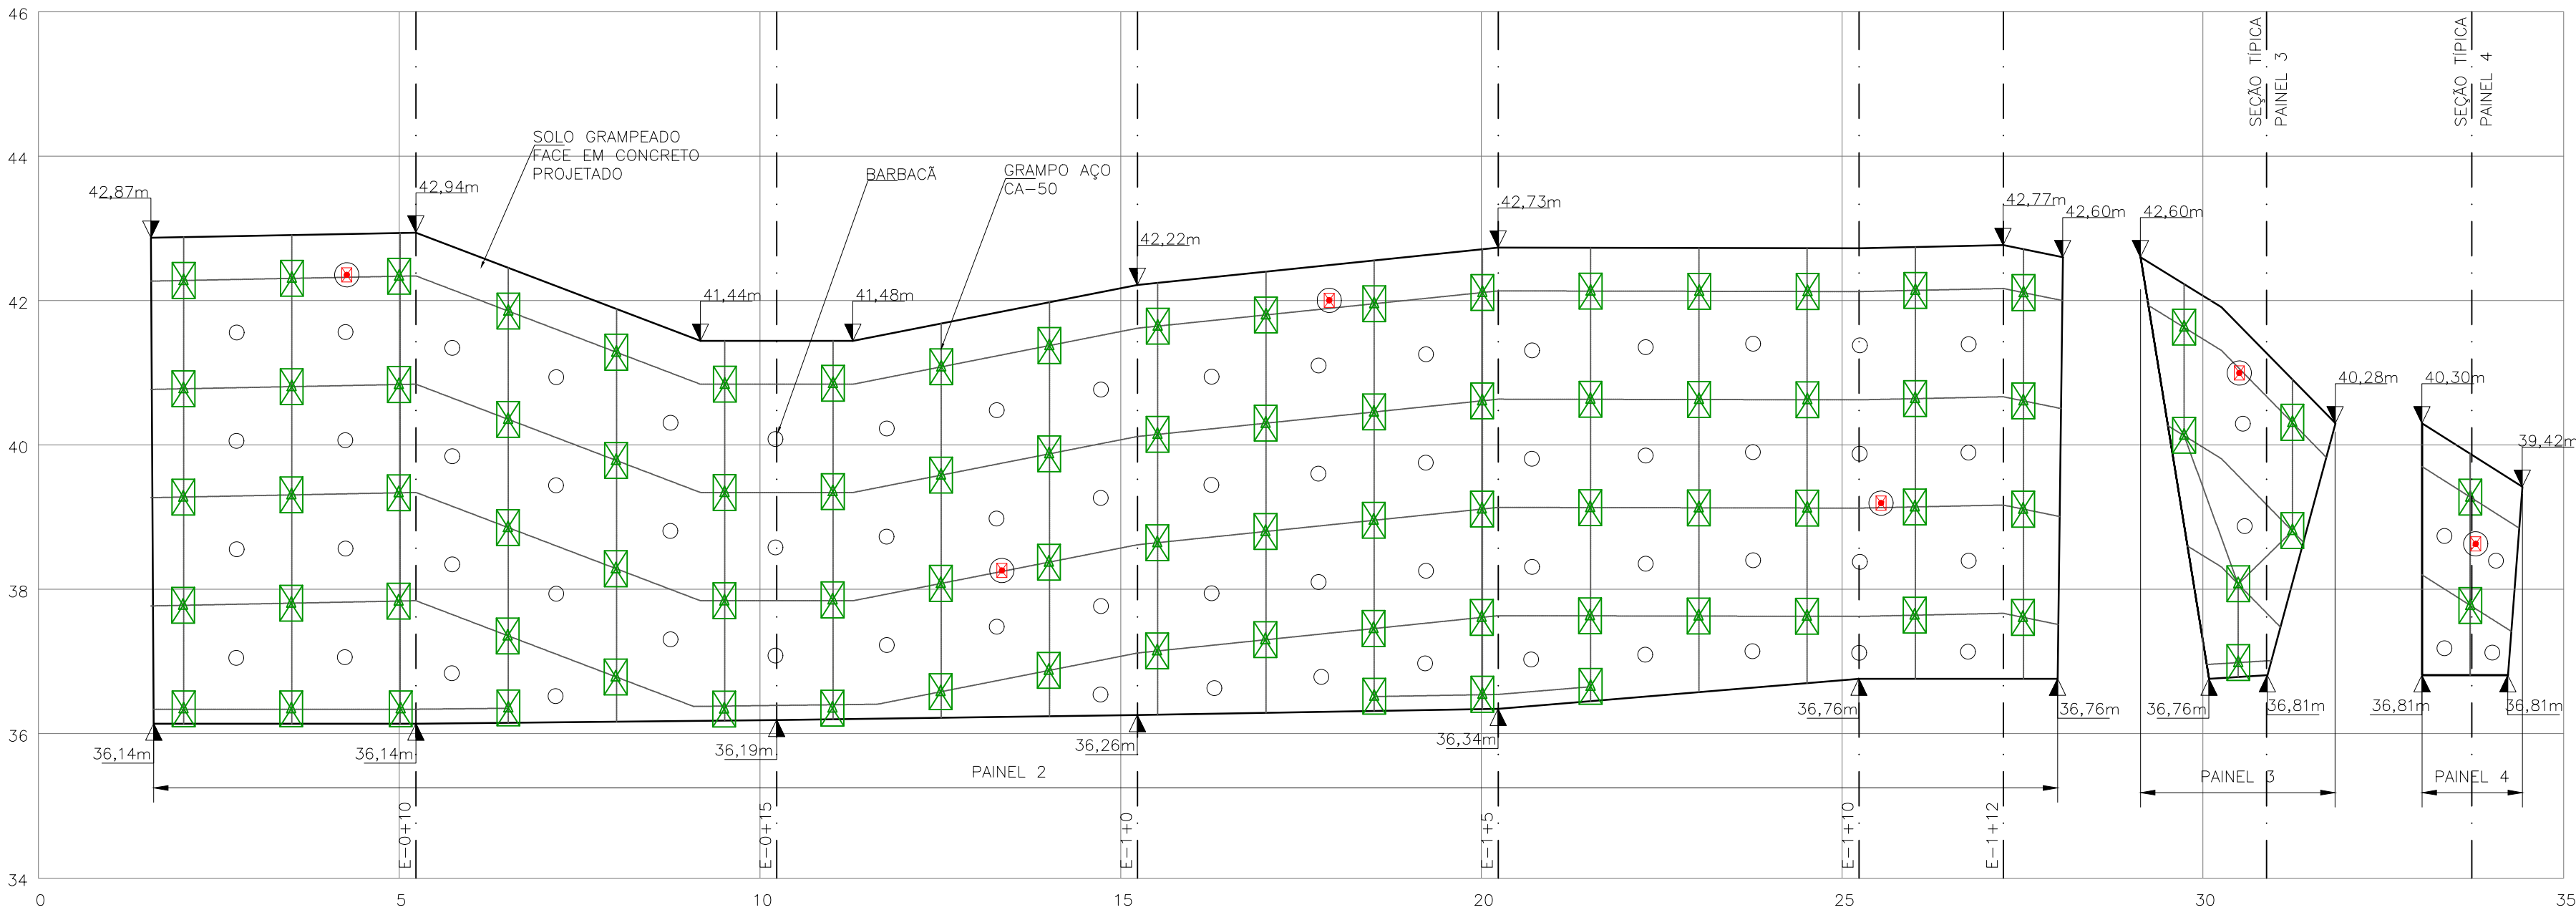 46
44
42
40
38
36
34
0
5
10
15
20
25
30
35
SOLO GRAMPEADO
FACE EM CONCRETO
PROJETADO
BARBACÃ
GRAMPO AÇO
CA-50
SEÇÃO TÍPICA
PAINEL 3
SEÇÃO TÍPICA
PAINEL 4
42,87m
42,94m
41,44m
41,48m
42,22m
42,73m
42,77m
42,60m
42,60m
40,28m
40,30m
39,42m
36,14m
36,14m
36,19m
36,26m
36,34m
36,76m
36,76m
36,76m
36,81m
36,81m
36,81m
PAINEL 2
PAINEL 3
PAINEL 4
E-0+10
E-0+15
E-1+0
E-1+5
E-1+10
E-1+12